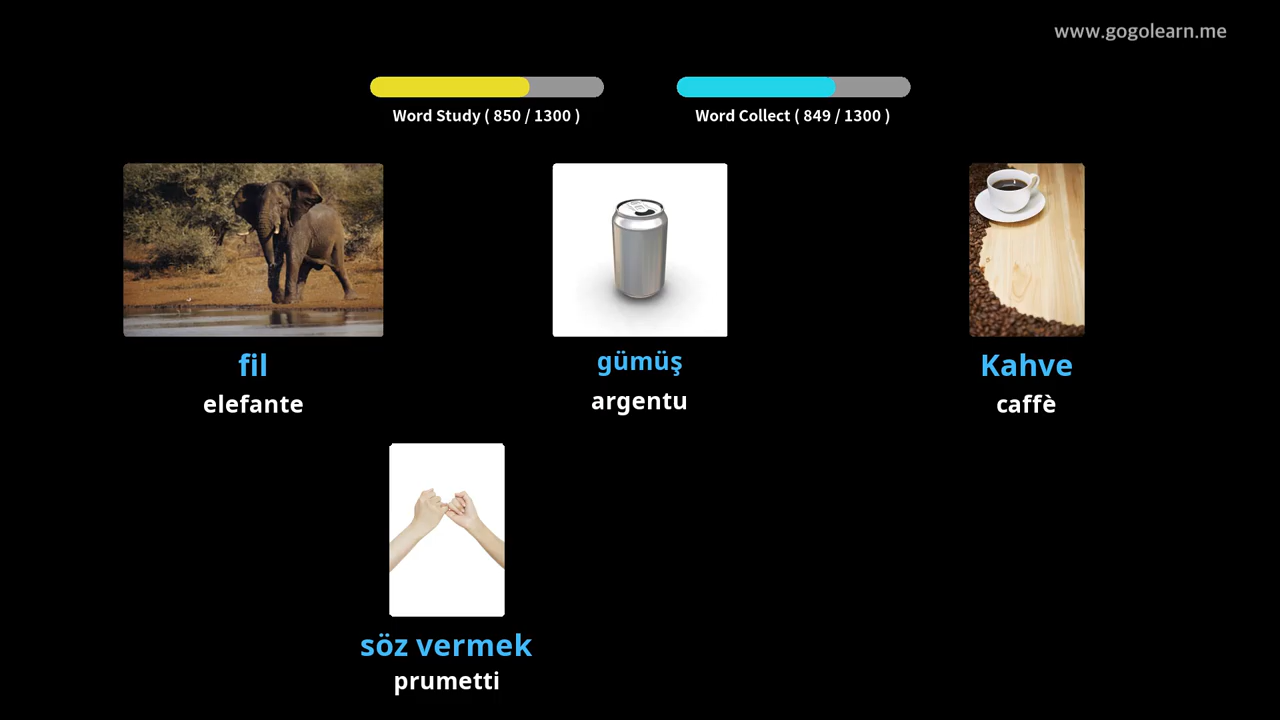 www.gogolearn.me
Word Study ( 850 / 1300 )
Word Collect ( 849 / 1300 )
fil
elefante
gümüş
argentu
Kahve
caffè
söz vermek
prumetti